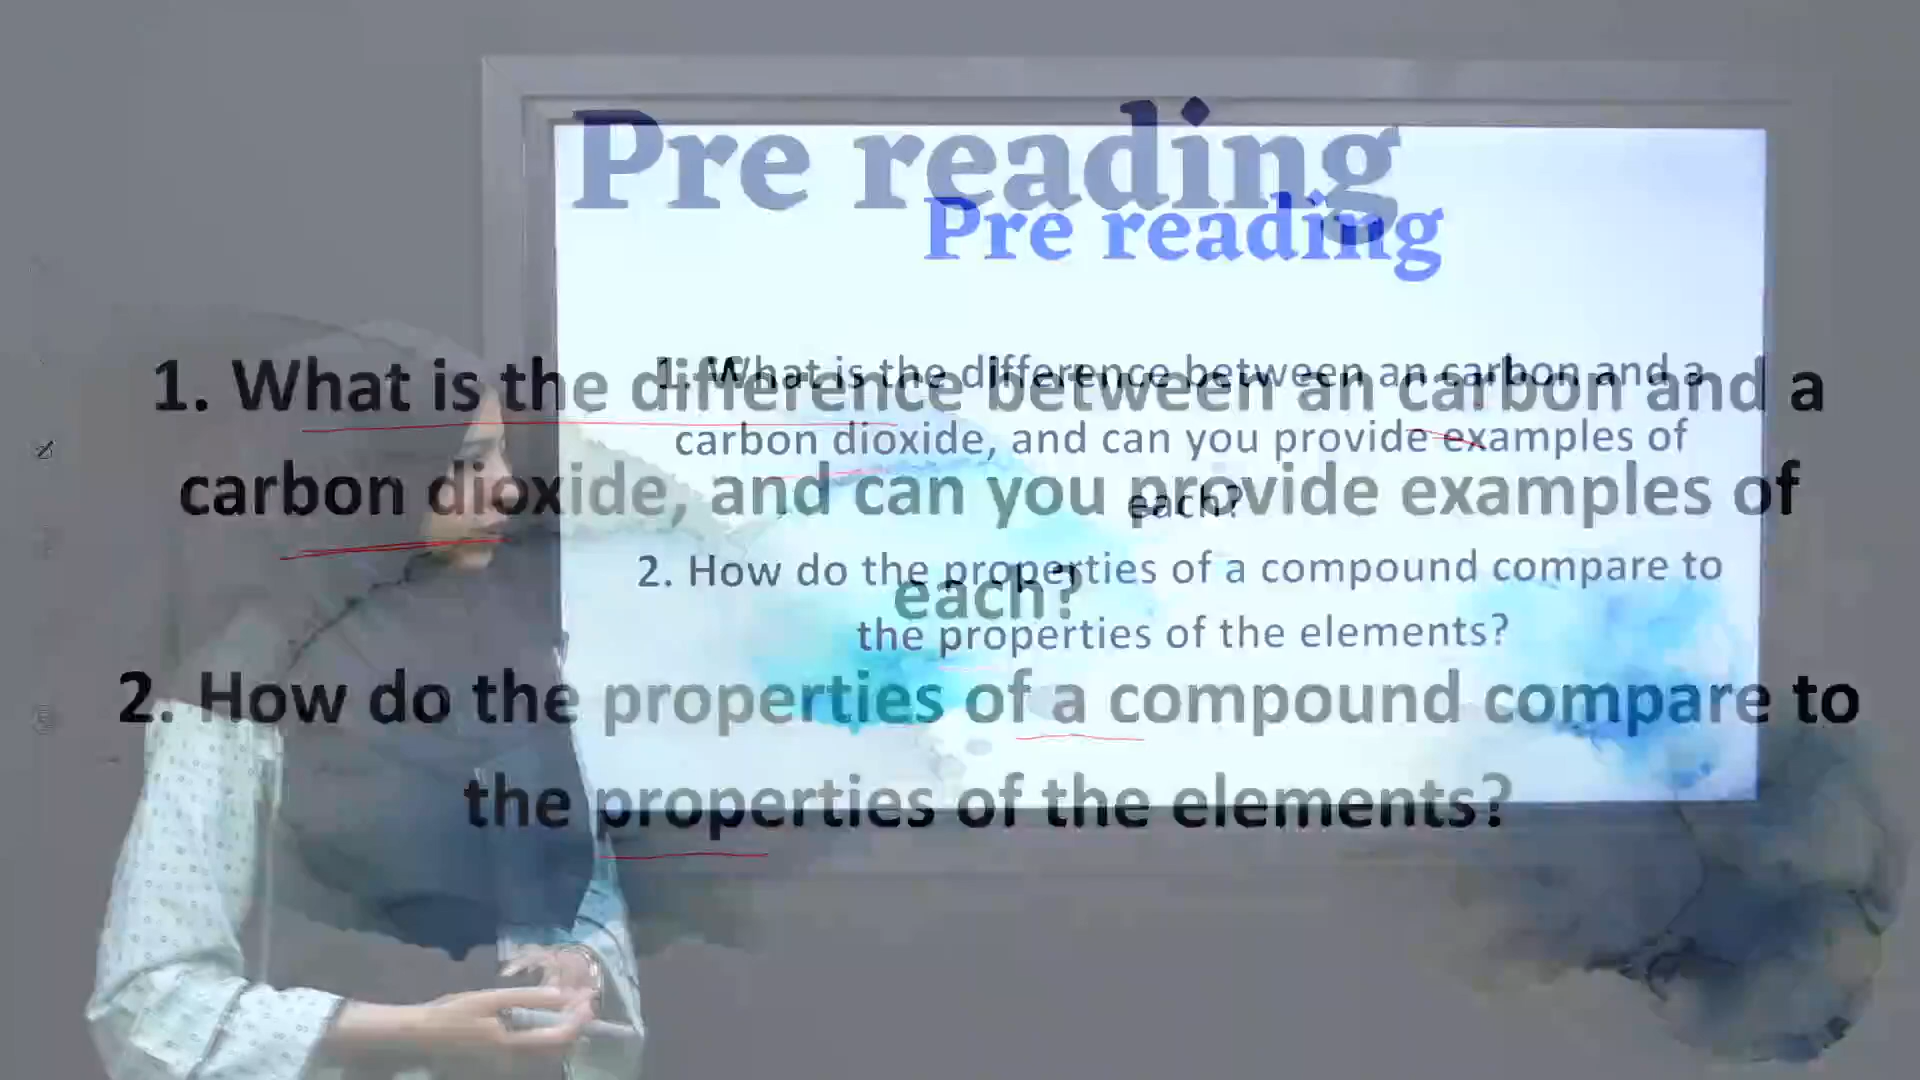 Pre reading
Pre reading
1. What is the difference between an carbon and a
carbon dioxide, and can you provide examples of
each?
2. How do the properties of a compound compare to
the properties of the elements?
1. What is the difference between an carbon and a
carbon dioxide, and can you provide examples of
each?
2. How do the properties of a compound compare to
the properties of the elements?